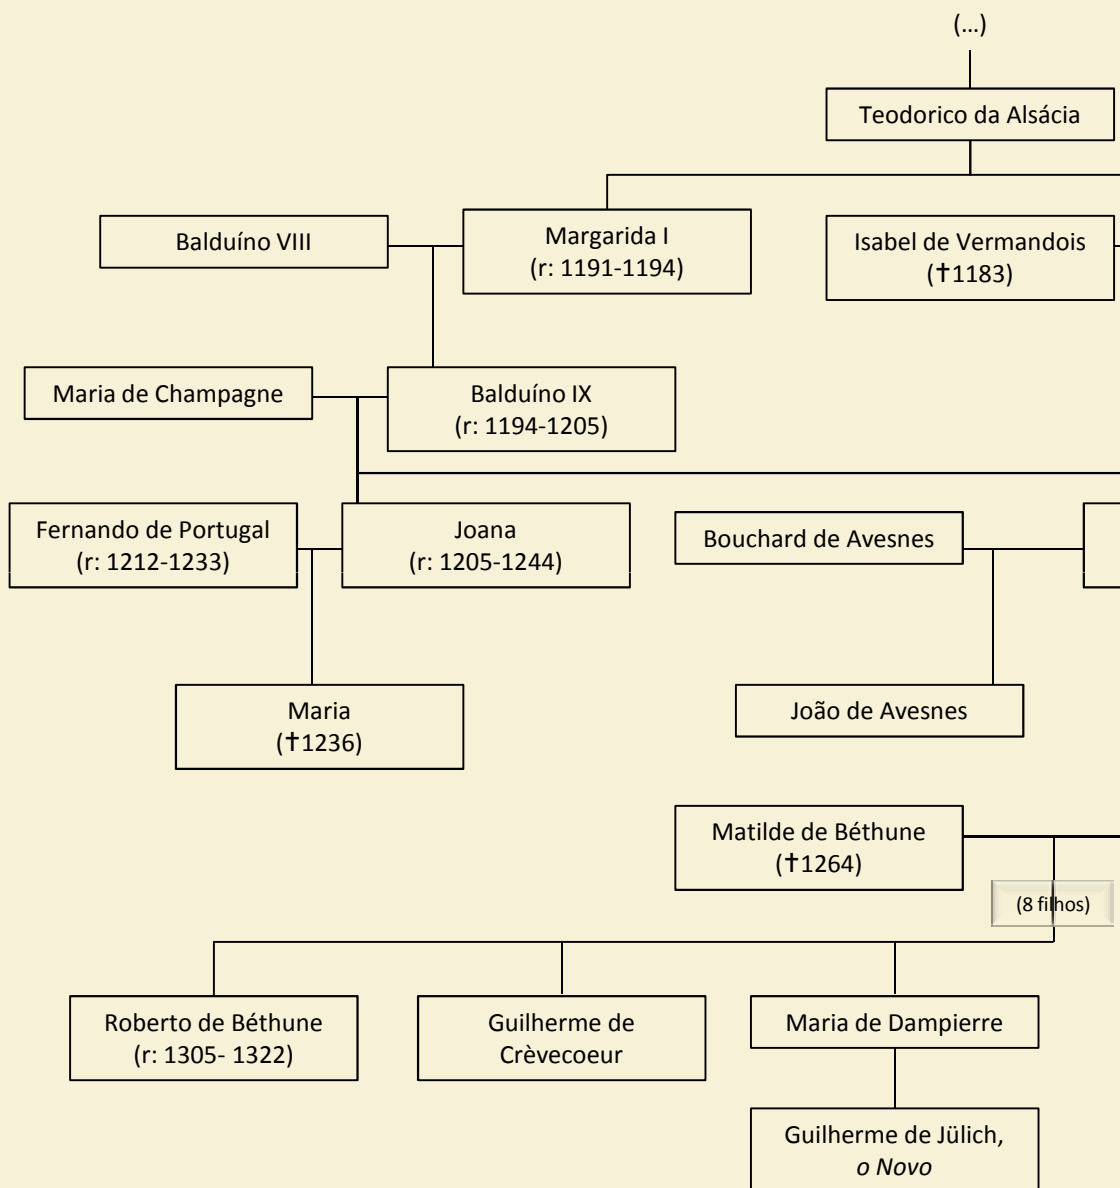 (...)
Teodorico da Alsácia
Balduíno VIII
Margarida I
(r: 1191-1194)
Isabel de Vermandois
(✝1183)
Maria de Champagne
Balduíno IX
(r: 1194-1205)
Fernando de Portugal
(r: 1212-1233)
Joana
(r: 1205-1244)
Bouchard de Avesnes
Maria
(✝1236)
João de Avesnes
Matilde de Béthune
(✝1264)
(8 filhos)
Roberto de Béthune
(r: 1305- 1322)
Guilherme de
Crèvecoeur
Maria de Dampierre
Guilherme de Jülich,
o Novo